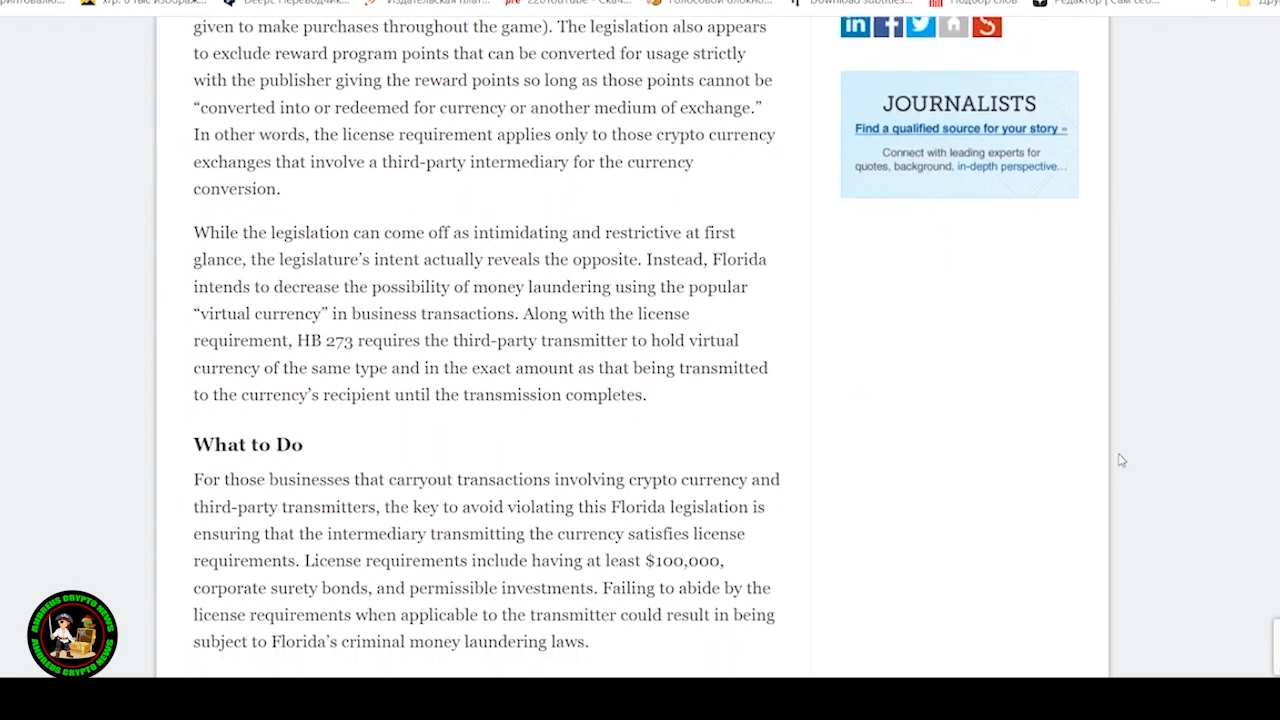 given to make purchases throughout the game). The legislation also appears
to exclude reward program points that can be converted for usage strictly
with the publisher giving the reward points so long as those points cannot be
“converted into or redeemed for currency or another medium of exchange.”
In other words, the license requirement applies only to those crypto currency
exchanges that involve a third-party intermediary for the currency
conversion.
While the legislation can come off as intimidating and restrictive at first
glance, the legislature’s intent actually reveals the opposite. Instead, Florida
intends to decrease the possibility of money laundering using the popular
“virtual currency” in business transactions. Along with the license
requirement, HB 273 requires the third-party transmitter to hold virtual
currency of the same type and in the exact amount as that being transmitted
to the currency’s recipient until the transmission completes.
What to Do
For those businesses that carryout transactions involving crypto currency and
third-party transmitters, the key to avoid violating this Florida legislation is
ensuring that the intermediary transmitting the currency satisfies license
requirements. License requirements include having at least $100,000,
corporate surety bonds, and permissible investments. Failing to abide by the
license requirements when applicable to the transmitter could result in being
subject to Florida’s criminal money laundering laws.
JOURNALISTS
Find a qualified source for your story »
Connect with leading experts for
quotes, background, in-depth perspective…
ANDREUS CRYPTO NEWS
ANDREUS CRYPTO NEWS